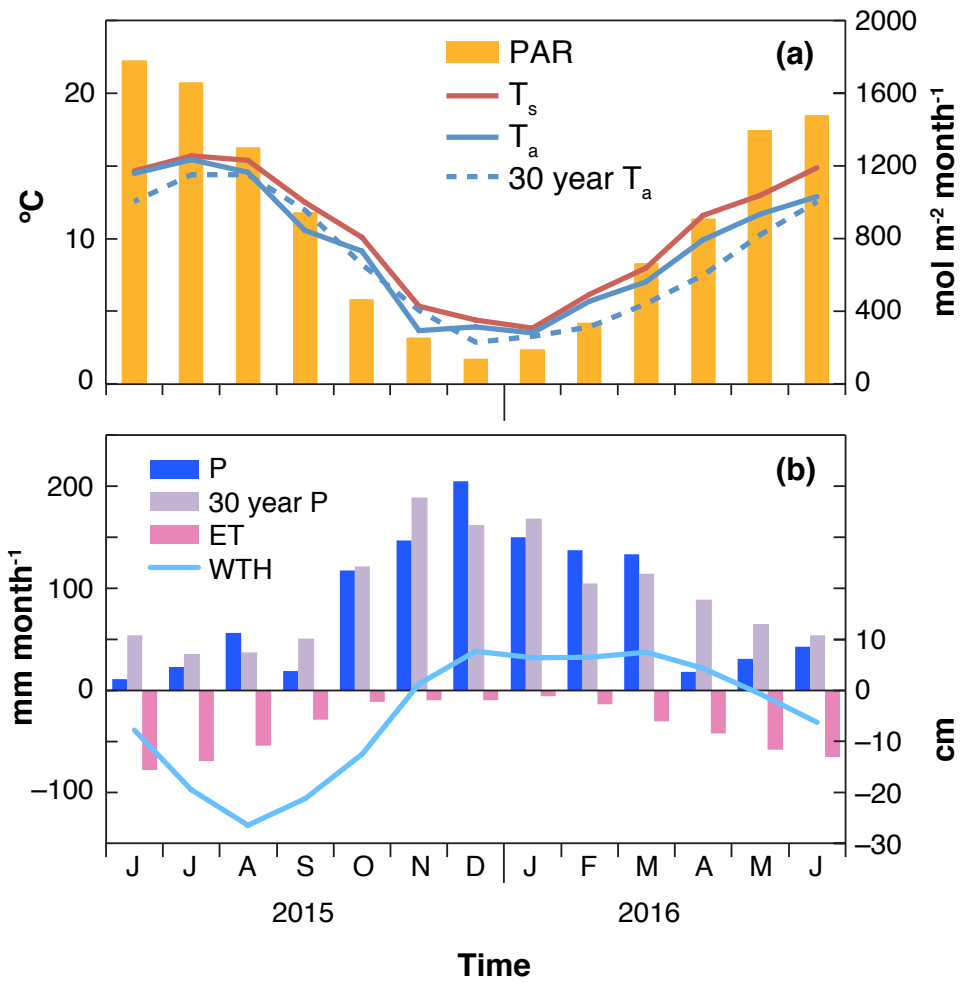 (a)
PAR
Tₛ
Tₐ
30 year Tₐ
ºC
20
10
0
2000
1600
1200
800
400
0
mol m⁻² month⁻¹
(b)
P
30 year P
ET
WTH
mm month⁻¹
200
100
0
−100
10
0
−10
−20
−30
cm
J J A S O N D J F M A M J
2015 2016
Time